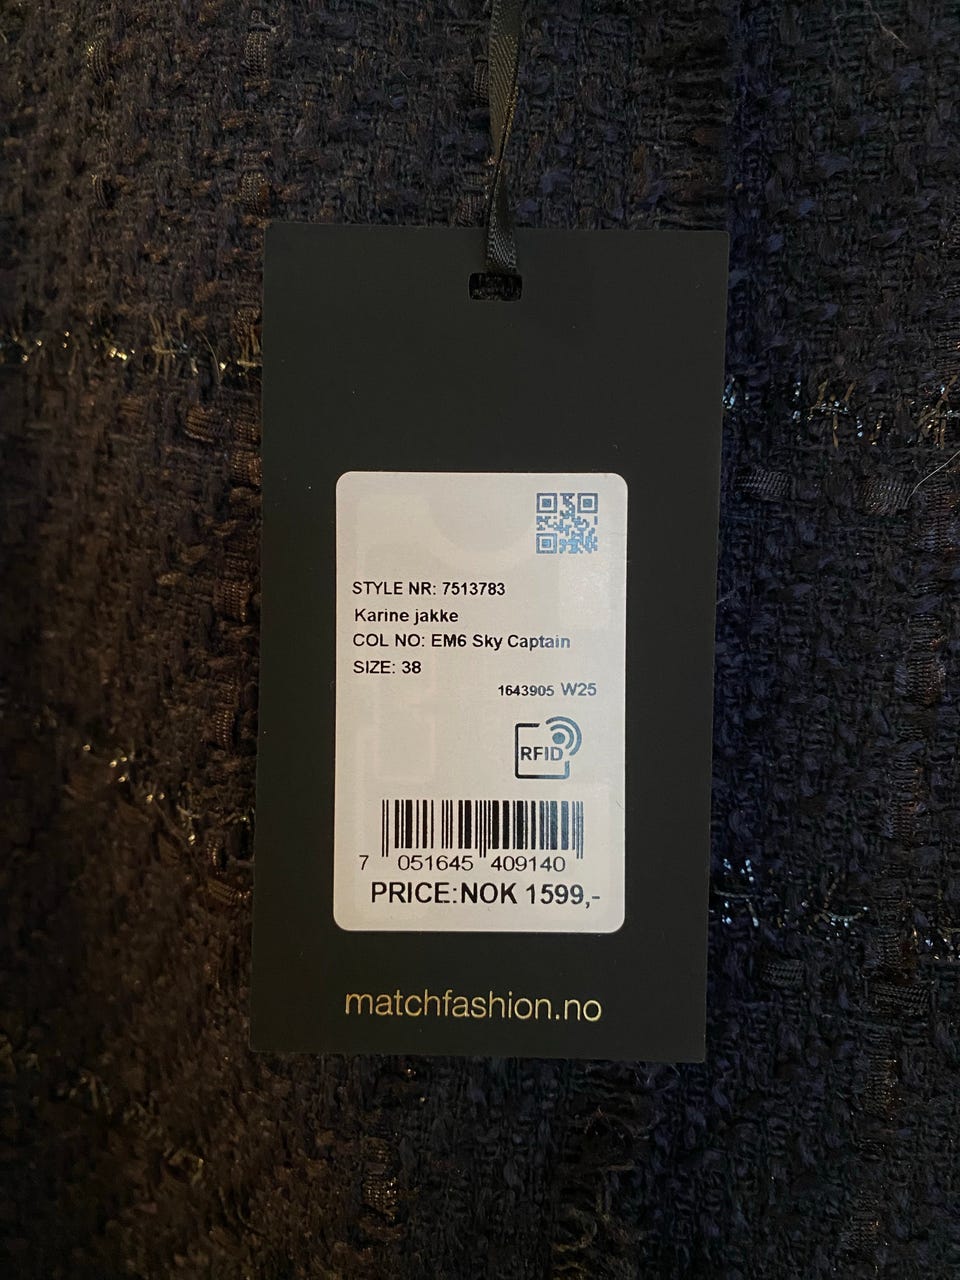 STYLE NR: 7513783
Karine jakke
COL NO: EM6 Sky Captain
SIZE: 38
1643905 W25
RFID
7 051645 409140
PRICE:NOK 1599,-
matchfashion.no